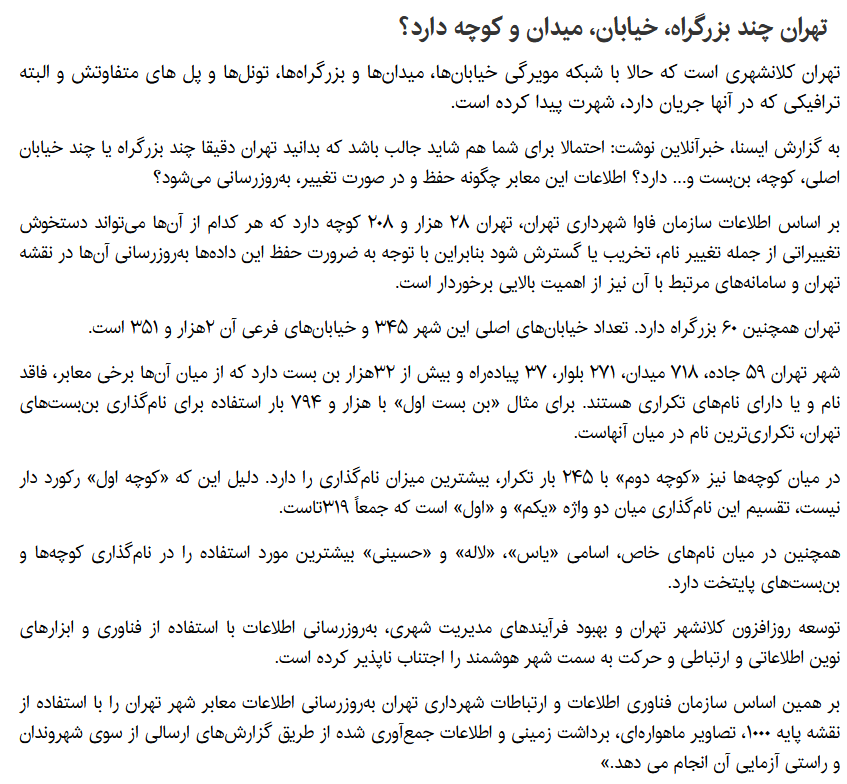 تهران چند بزرگراه، خیابان، میدان و کوچه دارد؟
تهران کلانشهری است که حالا با شبکه مویرگی خیابان‌ها، میدان‌ها و بزرگراه‌ها، تونل‌ها و پل های متفاوتش و البته
ترافیکی که در آنها جریان دارد، شهرت پیدا کرده است.
به گزارش ایسنا، خبرآنلاین نوشت: احتمالا برای شما هم شاید جالب باشد که بدانید تهران دقیقا چند بزرگراه یا چند خیابان
اصلی، کوچه، بن‌بست و... دارد؟ اطلاعات این معابر چگونه حفظ و در صورت تغییر، به‌روزرسانی می‌شود؟
بر اساس اطلاعات سازمان فاوا شهرداری تهران، تهران ۲۸ هزار و ۲۰۸ کوچه دارد که هر کدام از آن‌ها می‌تواند دستخوش
تغییراتی از جمله تغییر نام، تخریب یا گسترش شود بنابراین با توجه به ضرورت حفظ این داده‌ها به‌روزرسانی آن‌ها در نقشه
تهران و سامانه‌های مرتبط با آن نیز از اهمیت بالایی برخوردار است.
تهران همچنین ۶۰ بزرگراه دارد. تعداد خیابان‌های اصلی این شهر ۳۴۵ و خیابان‌های فرعی آن ۲هزار و ۳۵۱ است.
شهر تهران ۵۹ جاده، ۷۱۸ میدان، ۲۷۱ بلوار، ۳۷ پیاده‌راه و بیش از ۳۲هزار بن بست دارد که از میان آن‌ها برخی معابر، فاقد
نام و یا دارای نام‌های تکراری هستند. برای مثال «بن بست اول» با هزار و ۷۹۴ بار استفاده برای نام‌گذاری بن‌بست‌های
تهران، تکراری‌ترین نام در میان آنهاست.
در میان کوچه‌ها نیز «کوچه دوم» با ۲۴۵ بار تکرار، بیشترین میزان نام‌گذاری را دارد. دلیل این که «کوچه اول» رکورد دار
نیست، تقسیم این نام‌گذاری میان دو واژه «یکم» و «اول» است که جمعاً ۳۱۹تاست.
همچنین در میان نام‌های خاص، اسامی «یاس»، «لاله» و «حسینی» بیشترین مورد استفاده را در نام‌گذاری کوچه‌ها و
بن‌بست‌های پایتخت دارد.
توسعه روزافزون کلانشهر تهران و بهبود فرآیندهای مدیریت شهری، به‌روزرسانی اطلاعات با استفاده از فناوری و ابزارهای
نوین اطلاعاتی و ارتباطی و حرکت به سمت شهر هوشمند را اجتناب ناپذیر کرده است.
بر همین اساس سازمان فناوری اطلاعات و ارتباطات شهرداری تهران به‌روزرسانی اطلاعات معابر شهر تهران را با استفاده از
نقشه پایه ۱۰۰۰، تصاویر ماهواره‌ای، برداشت زمینی و اطلاعات جمع‌آوری شده از طریق گزارش‌های ارسالی از سوی شهروندان
و راستی آزمایی آن انجام می دهد.»